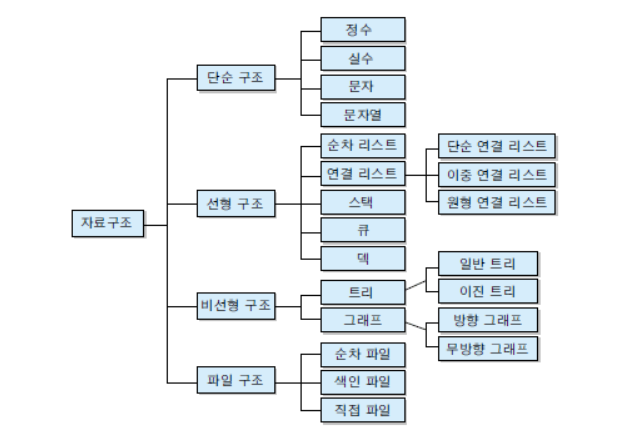 자료구조
단순 구조
정수
실수
문자
문자열
선형 구조
순차 리스트
연결 리스트
단순 연결 리스트
이중 연결 리스트
원형 연결 리스트
스택
큐
덱
비선형 구조
트리
일반 트리
이진 트리
그래프
방향 그래프
무방향 그래프
파일 구조
순차 파일
색인 파일
직접 파일